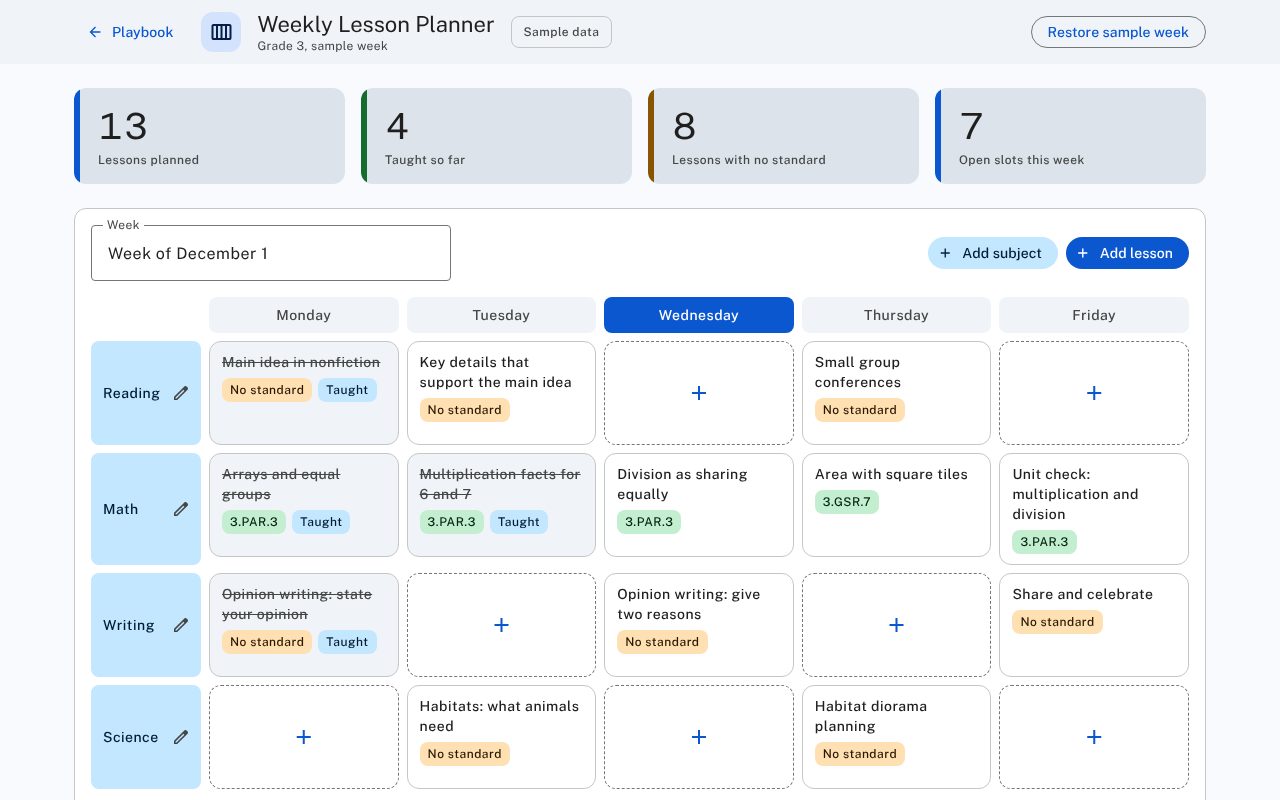 Playbook
Weekly Lesson Planner
Grade 3, sample week
Sample data
Restore sample week
13
Lessons planned
4
Taught so far
8
Lessons with no standard
7
Open slots this week
Week
Week of December 1
+ Add subject
+ Add lesson
Monday
Tuesday
Wednesday
Thursday
Friday
Reading
Main idea in nonfiction
No standard
Taught
Key details that
support the main idea
No standard
+
Small group
conferences
No standard
+
Math
Arrays and equal
groups
3.PAR.3
Taught
Multiplication facts for
6 and 7
3.PAR.3
Taught
Division as sharing
equally
3.PAR.3
Area with square tiles
3.GSR.7
Unit check:
multiplication and
division
3.PAR.3
Writing
Opinion writing: state
your opinion
No standard
Taught
+
Opinion writing: give
two reasons
No standard
+
Share and celebrate
No standard
Science
+
Habitats: what animals
need
No standard
+
Habitat diorama
planning
No standard
+